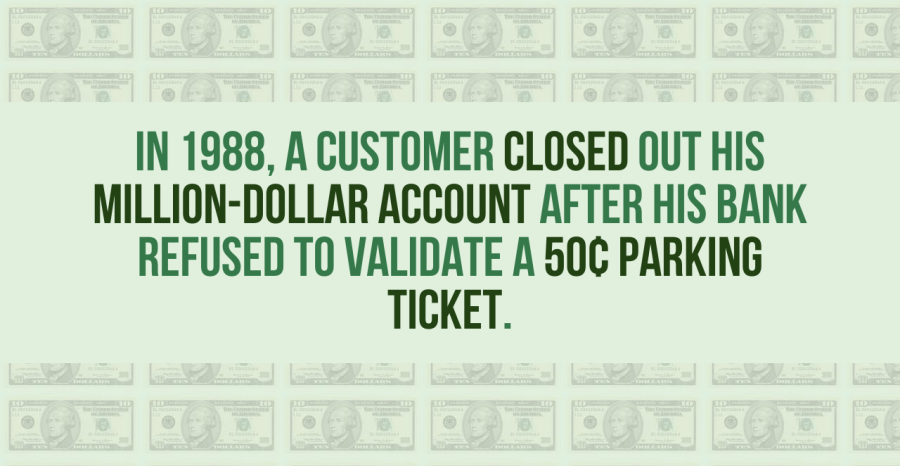 IN 1988, A CUSTOMER CLOSED OUT HIS
MILLION-DOLLAR ACCOUNT AFTER HIS BANK
REFUSED TO VALIDATE A 50¢ PARKING
TICKET.